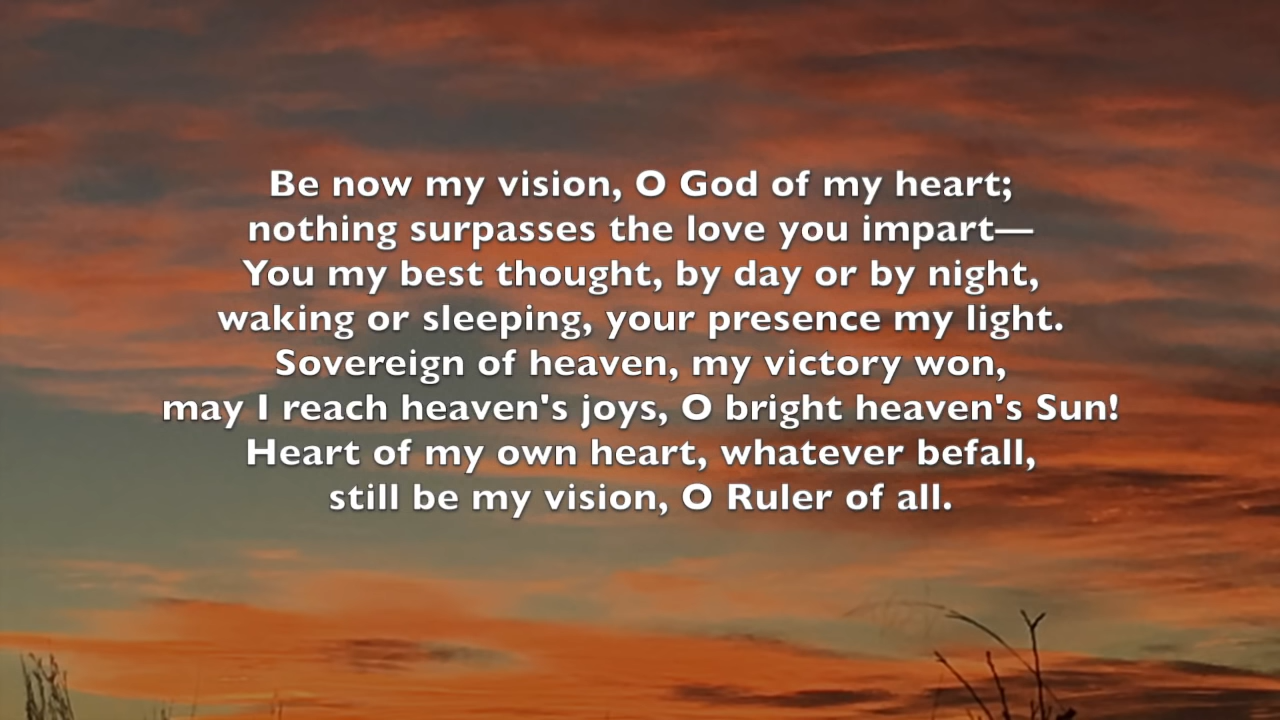 Be now my vision, O God of my heart;
nothing surpasses the love you impart—
You my best thought, by day or by night,
waking or sleeping, your presence my light.
Sovereign of heaven, my victory won,
may I reach heaven's joys, O bright heaven's Sun!
Heart of my own heart, whatever befall,
still be my vision, O Ruler of all.